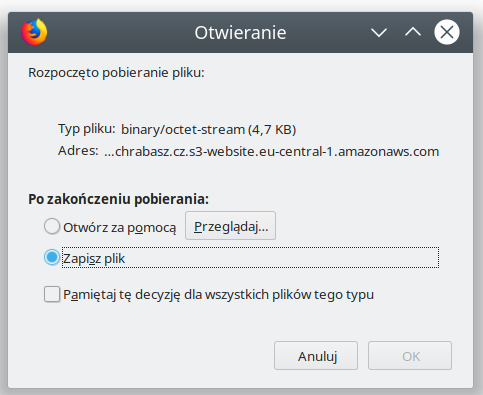 Otwieranie
Rozpoczęto pobieranie pliku:
Typ pliku: binary/octet-stream (4,7 KB)
Adres: ...chrabasz.cz.s3-website.eu-central-1.amazonaws.com
Po zakończeniu pobierania:
Otwórz za pomocą Przeglądaj...
Zapisz plik
Pamiętaj tę decyzję dla wszystkich plików tego typu
Anuluj OK